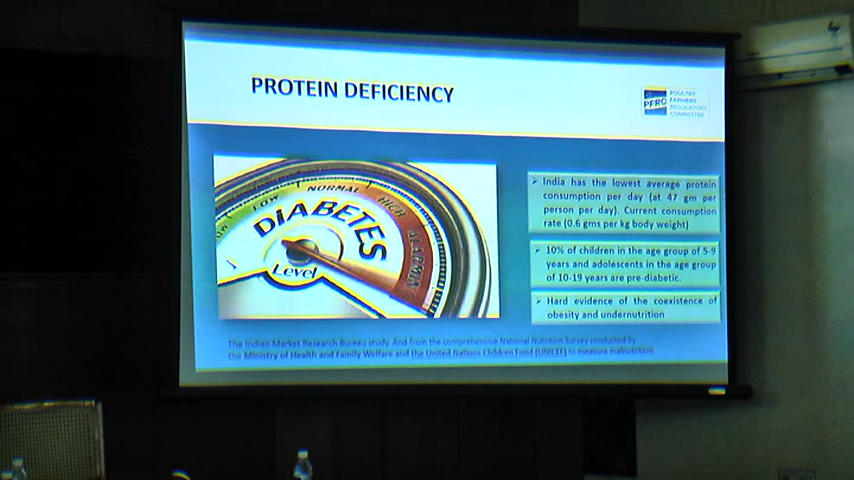 PROTEIN DEFICIENCY
PFRC
POULTRY
FARMERS
REGULATORY
COMMITTEE
LOW
NORMAL
HIGH
DIABETES
Level
➢ India has the lowest average protein
consumption per day (at 47 gm per
person per day). Current consumption
rate (0.6 gms per kg body weight)
➢ 10% of children in the age group of 5-9
years and adolescents in the age group
of 10-19 years are pre-diabetic.
➢ Hard evidence of the coexistence of
obesity and undernutrition
The Indian Market Research Bureau study. And from the comprehensive National Nutrition Survey conducted by
the Ministry of Health and Family Welfare and the United Nations Children Fund (UNICEF) to measure malnutrition